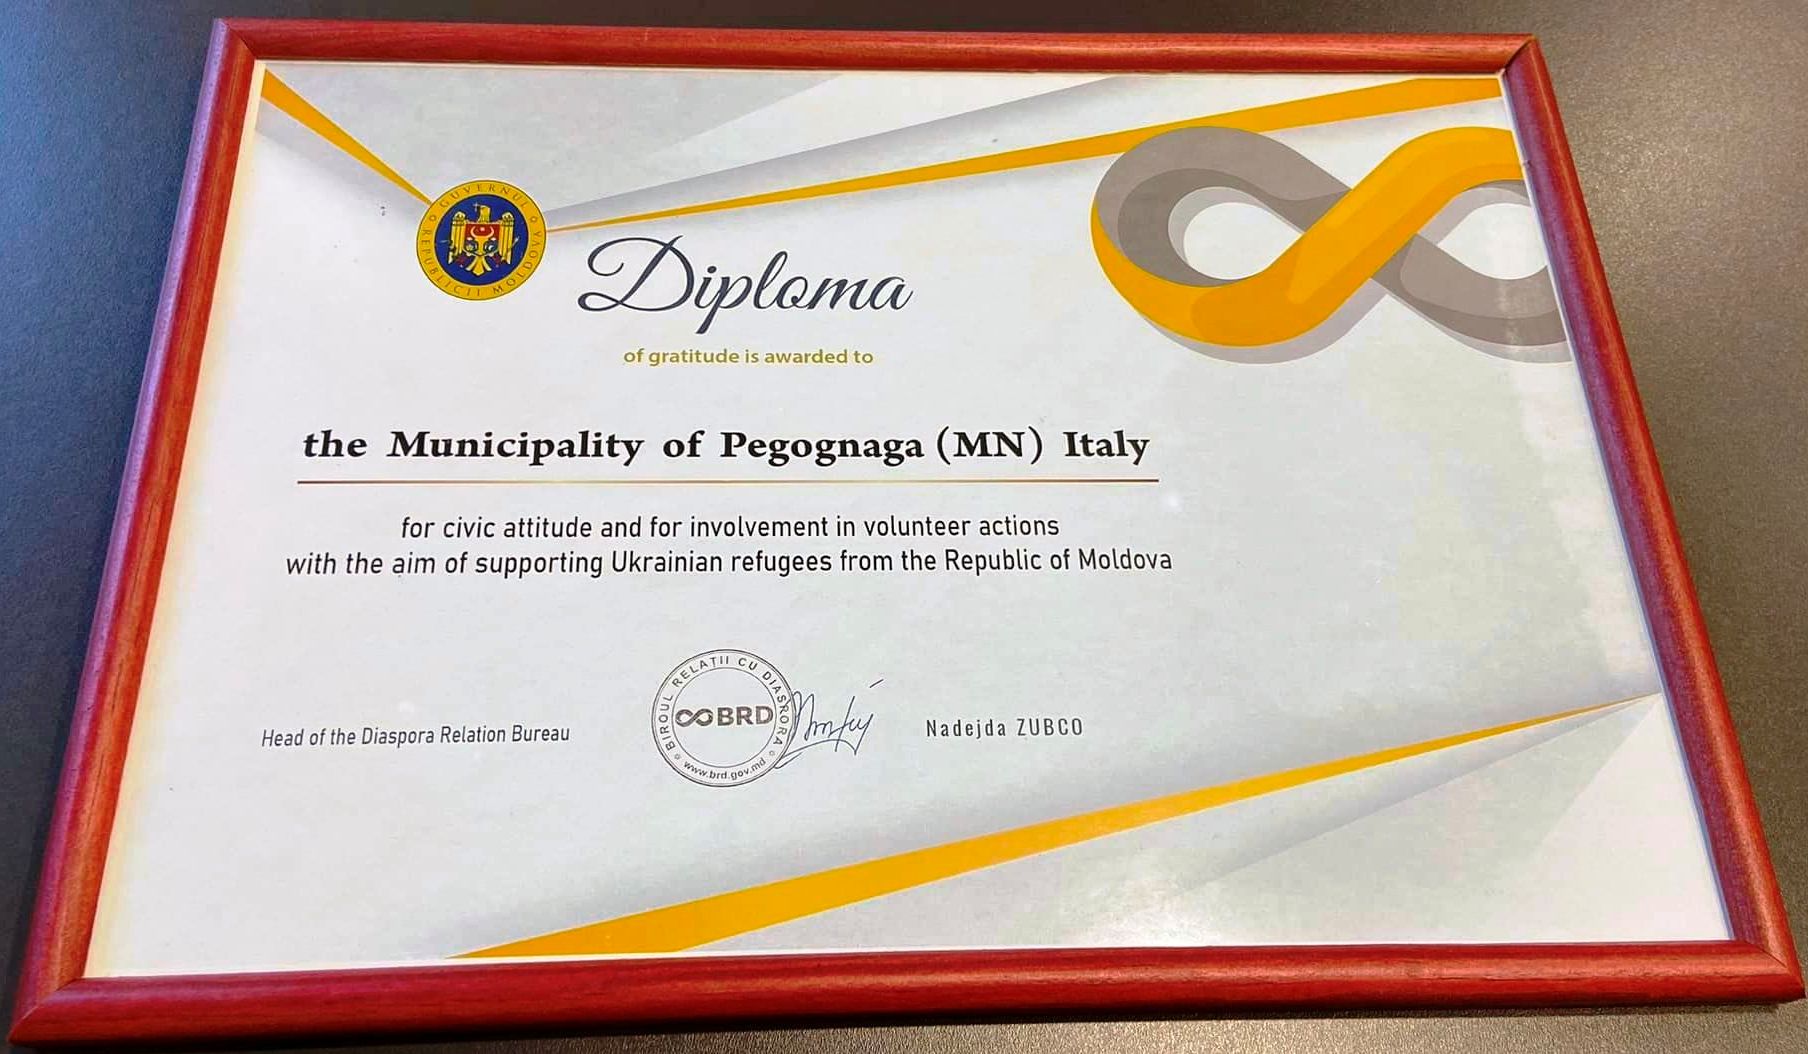 GUVERNUL REPUBLICII MOLDOVA
Diploma
of gratitude is awarded to
the Municipality of Pegognaga (MN) Italy
for civic attitude and for involvement in volunteer actions
with the aim of supporting Ukrainian refugees from the Republic of Moldova
Head of the Diaspora Relation Bureau
BIROUL RELAȚII CU DIASPORA
BRD
www.brd.gov.md
Nadejda ZUBCO